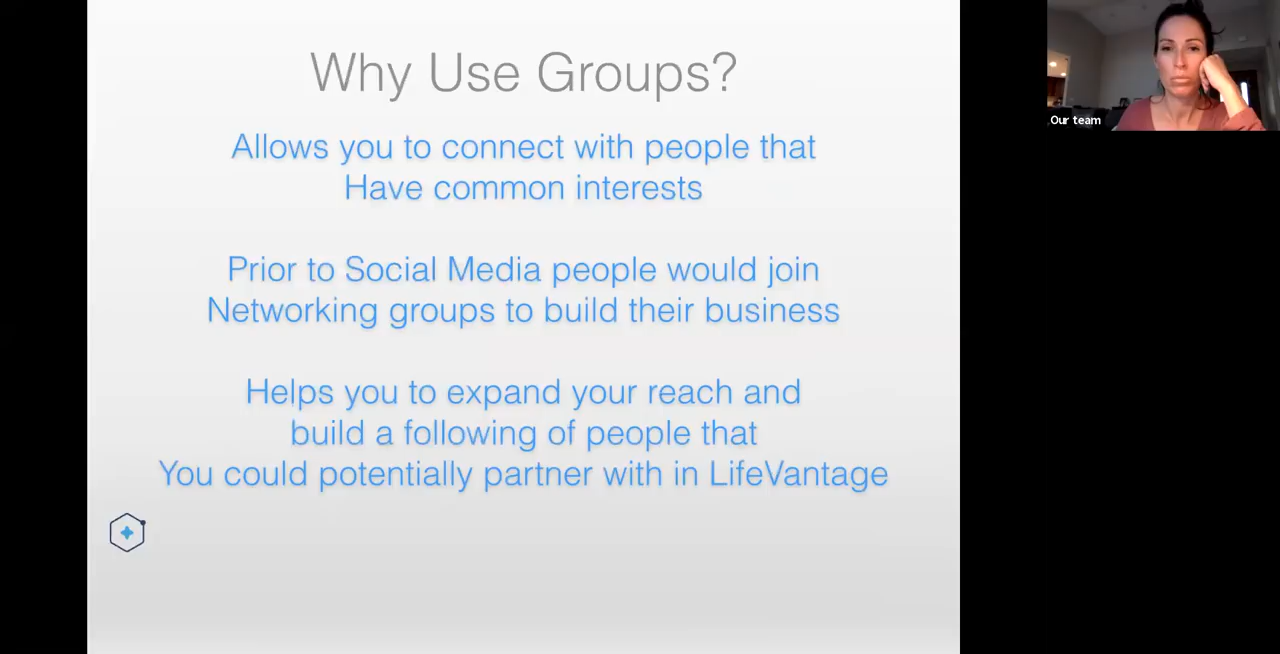 Why Use Groups?
Allows you to connect with people that
Have common interests
Prior to Social Media people would join
Networking groups to build their business
Helps you to expand your reach and
build a following of people that
You could potentially partner with in LifeVantage
Our team